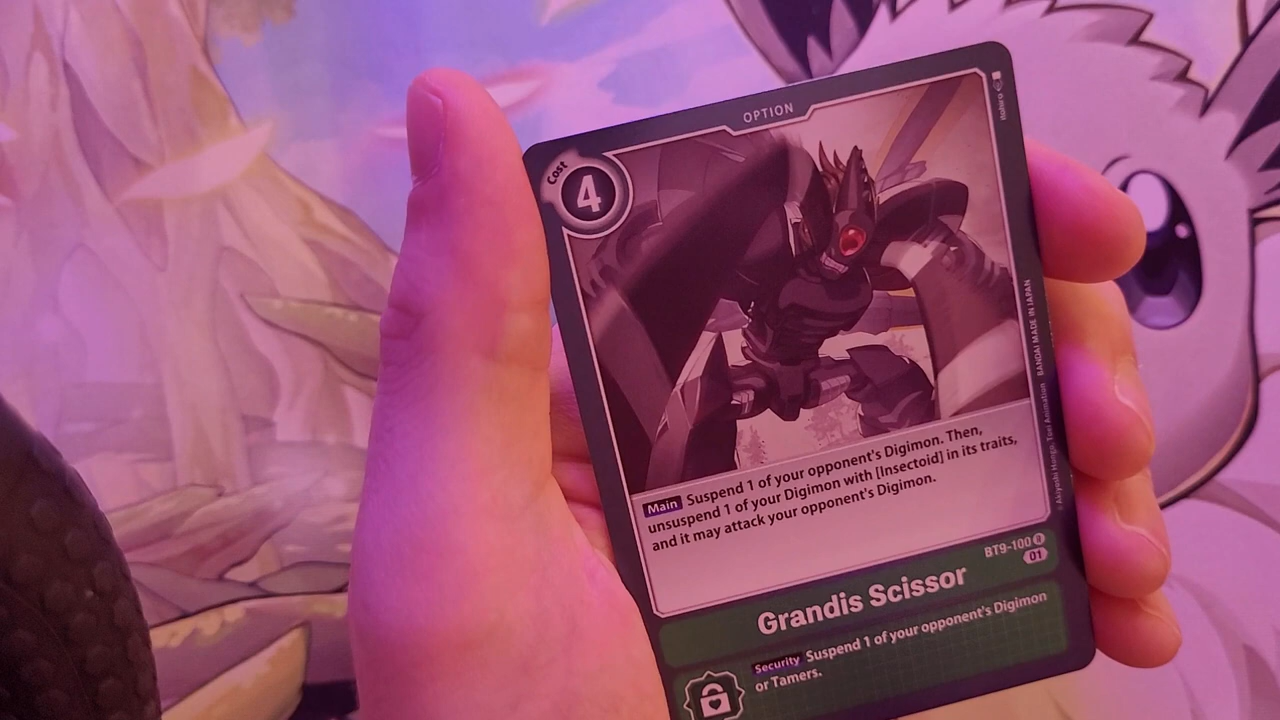 OPTION
Cost
4
Main Suspend 1 of your opponent's Digimon. Then,
unsuspend 1 of your Digimon with [Insectoid] in its traits,
and it may attack your opponent's Digimon.
BT9-100 R
01
Grandis Scissor
Security Suspend 1 of your opponent's Digimon
or Tamers.
©Akiyoshi Hongo, Toei Animation BANDAI MADE IN JAPAN